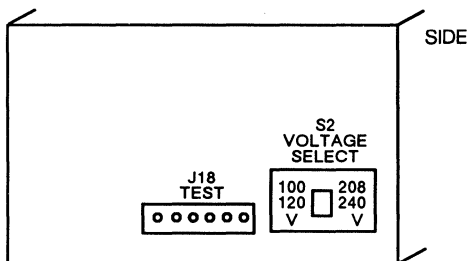 SIDE
S2
VOLTAGE
SELECT
J18
TEST
100 208
120 240
V V